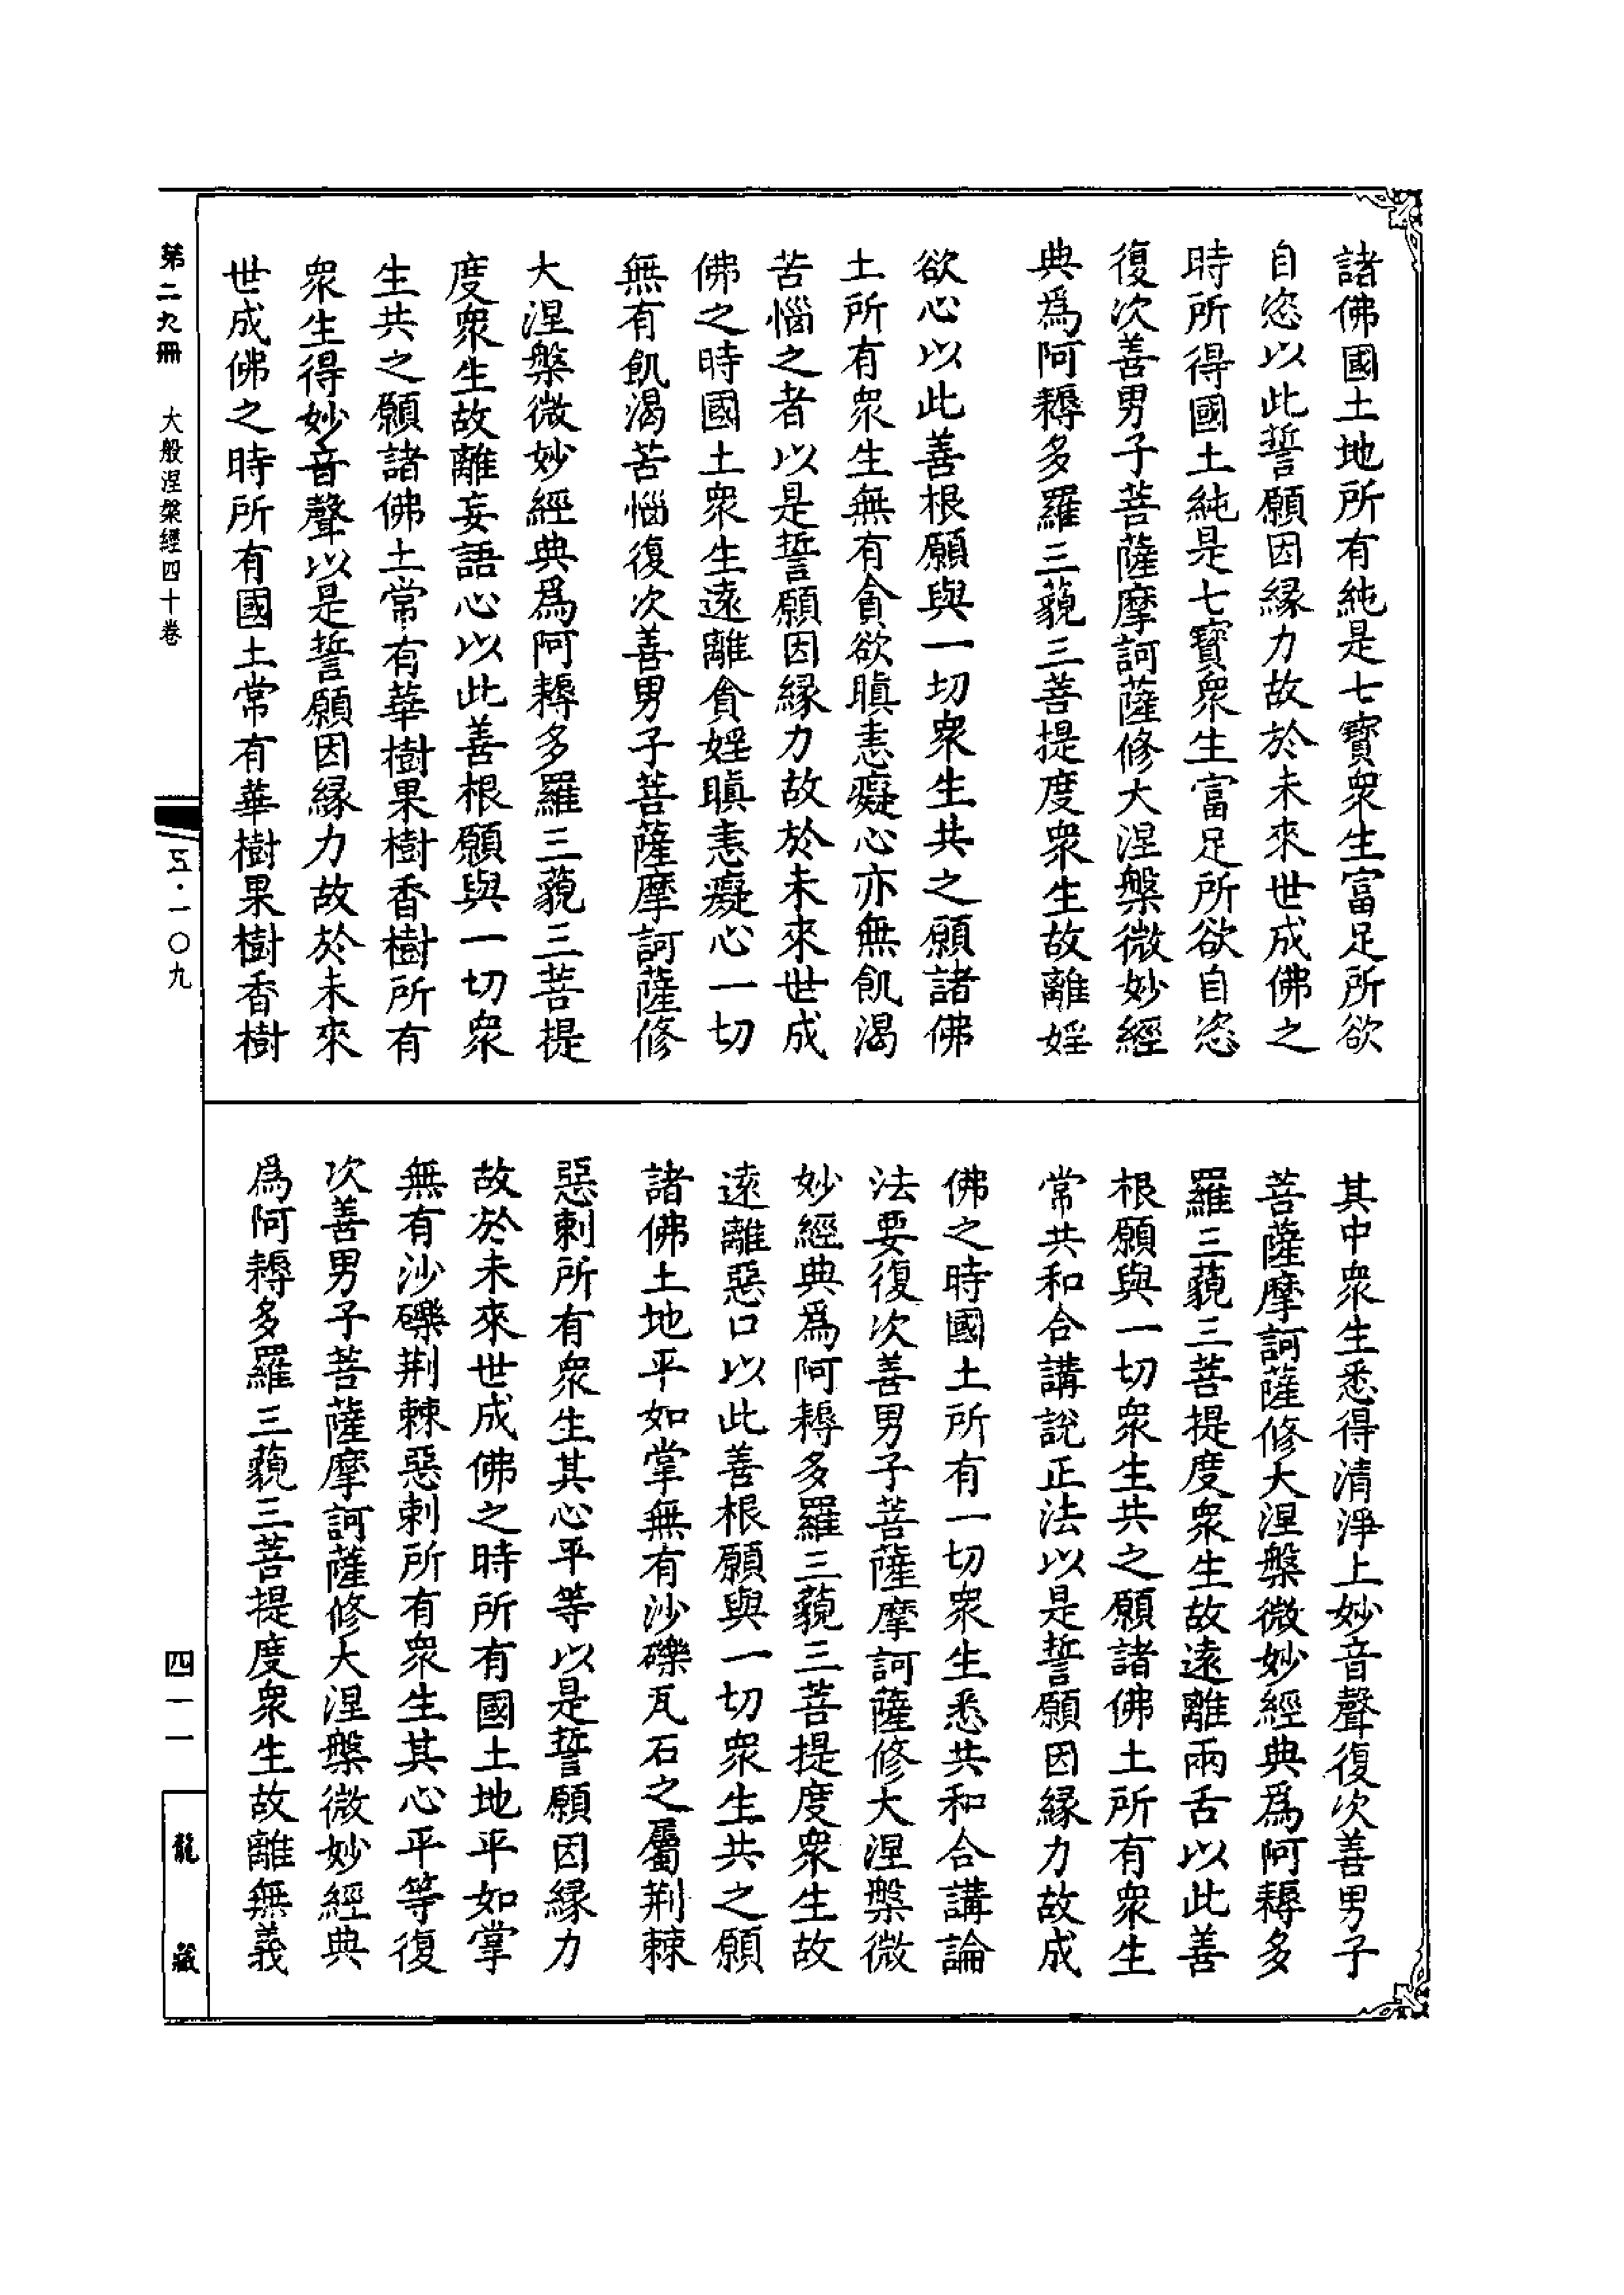 諸佛國土地所有純是七寶衆生富足所欲
自恣以此誓願因緣力故於未來世成佛之
時所得國土純是七寶衆生富足所欲自恣
復次善男子菩薩摩訶薩修大涅槃微妙經
典爲阿耨多羅三藐三菩提度衆生故離婬
欲心以此善根願與一切衆生共之願諸佛
土所有衆生無有貪欲瞋恚癡心亦無飢渴
苦惱之者以是誓願因緣力故於未來世成
佛之時國土衆生遠離貪婬瞋恚癡心一切
無有飢渴苦惱復次善男子菩薩摩訶薩修
大涅槃微妙經典爲阿耨多羅三藐三菩提
度衆生故離妄語心以此善根願與一切衆
生共之願諸佛土常有華樹果樹香樹所有
衆生得妙音聲以是誓願因緣力故於未來
世成佛之時所有國土常有華樹果樹香樹
其中衆生悉得清淨上妙音聲復次善男子
菩薩摩訶薩修大涅槃微妙經典爲阿耨多
羅三藐三菩提度衆生故遠離兩舌以此善
根願與一切衆生共之願諸佛土所有衆生
常共和合講說正法以是誓願因緣力故成
佛之時國土所有一切衆生悉共和合講論
法要復次善男子菩薩摩訶薩修大涅槃微
妙經典爲阿耨多羅三藐三菩提度衆生故
遠離惡口以此善根願與一切衆生共之願
諸佛土地平如掌無有沙礫瓦石之屬荆棘
惡刺所有衆生其心平等以是誓願因緣力
故於未來世成佛之時所有國土地平如掌
無有沙礫荆棘惡刺所有衆生其心平等復
次善男子菩薩摩訶薩修大涅槃微妙經典
爲阿耨多羅三藐三菩提度衆生故離無義
第二九冊 大般涅槃經四十卷
五·一〇九
四一一
龍藏